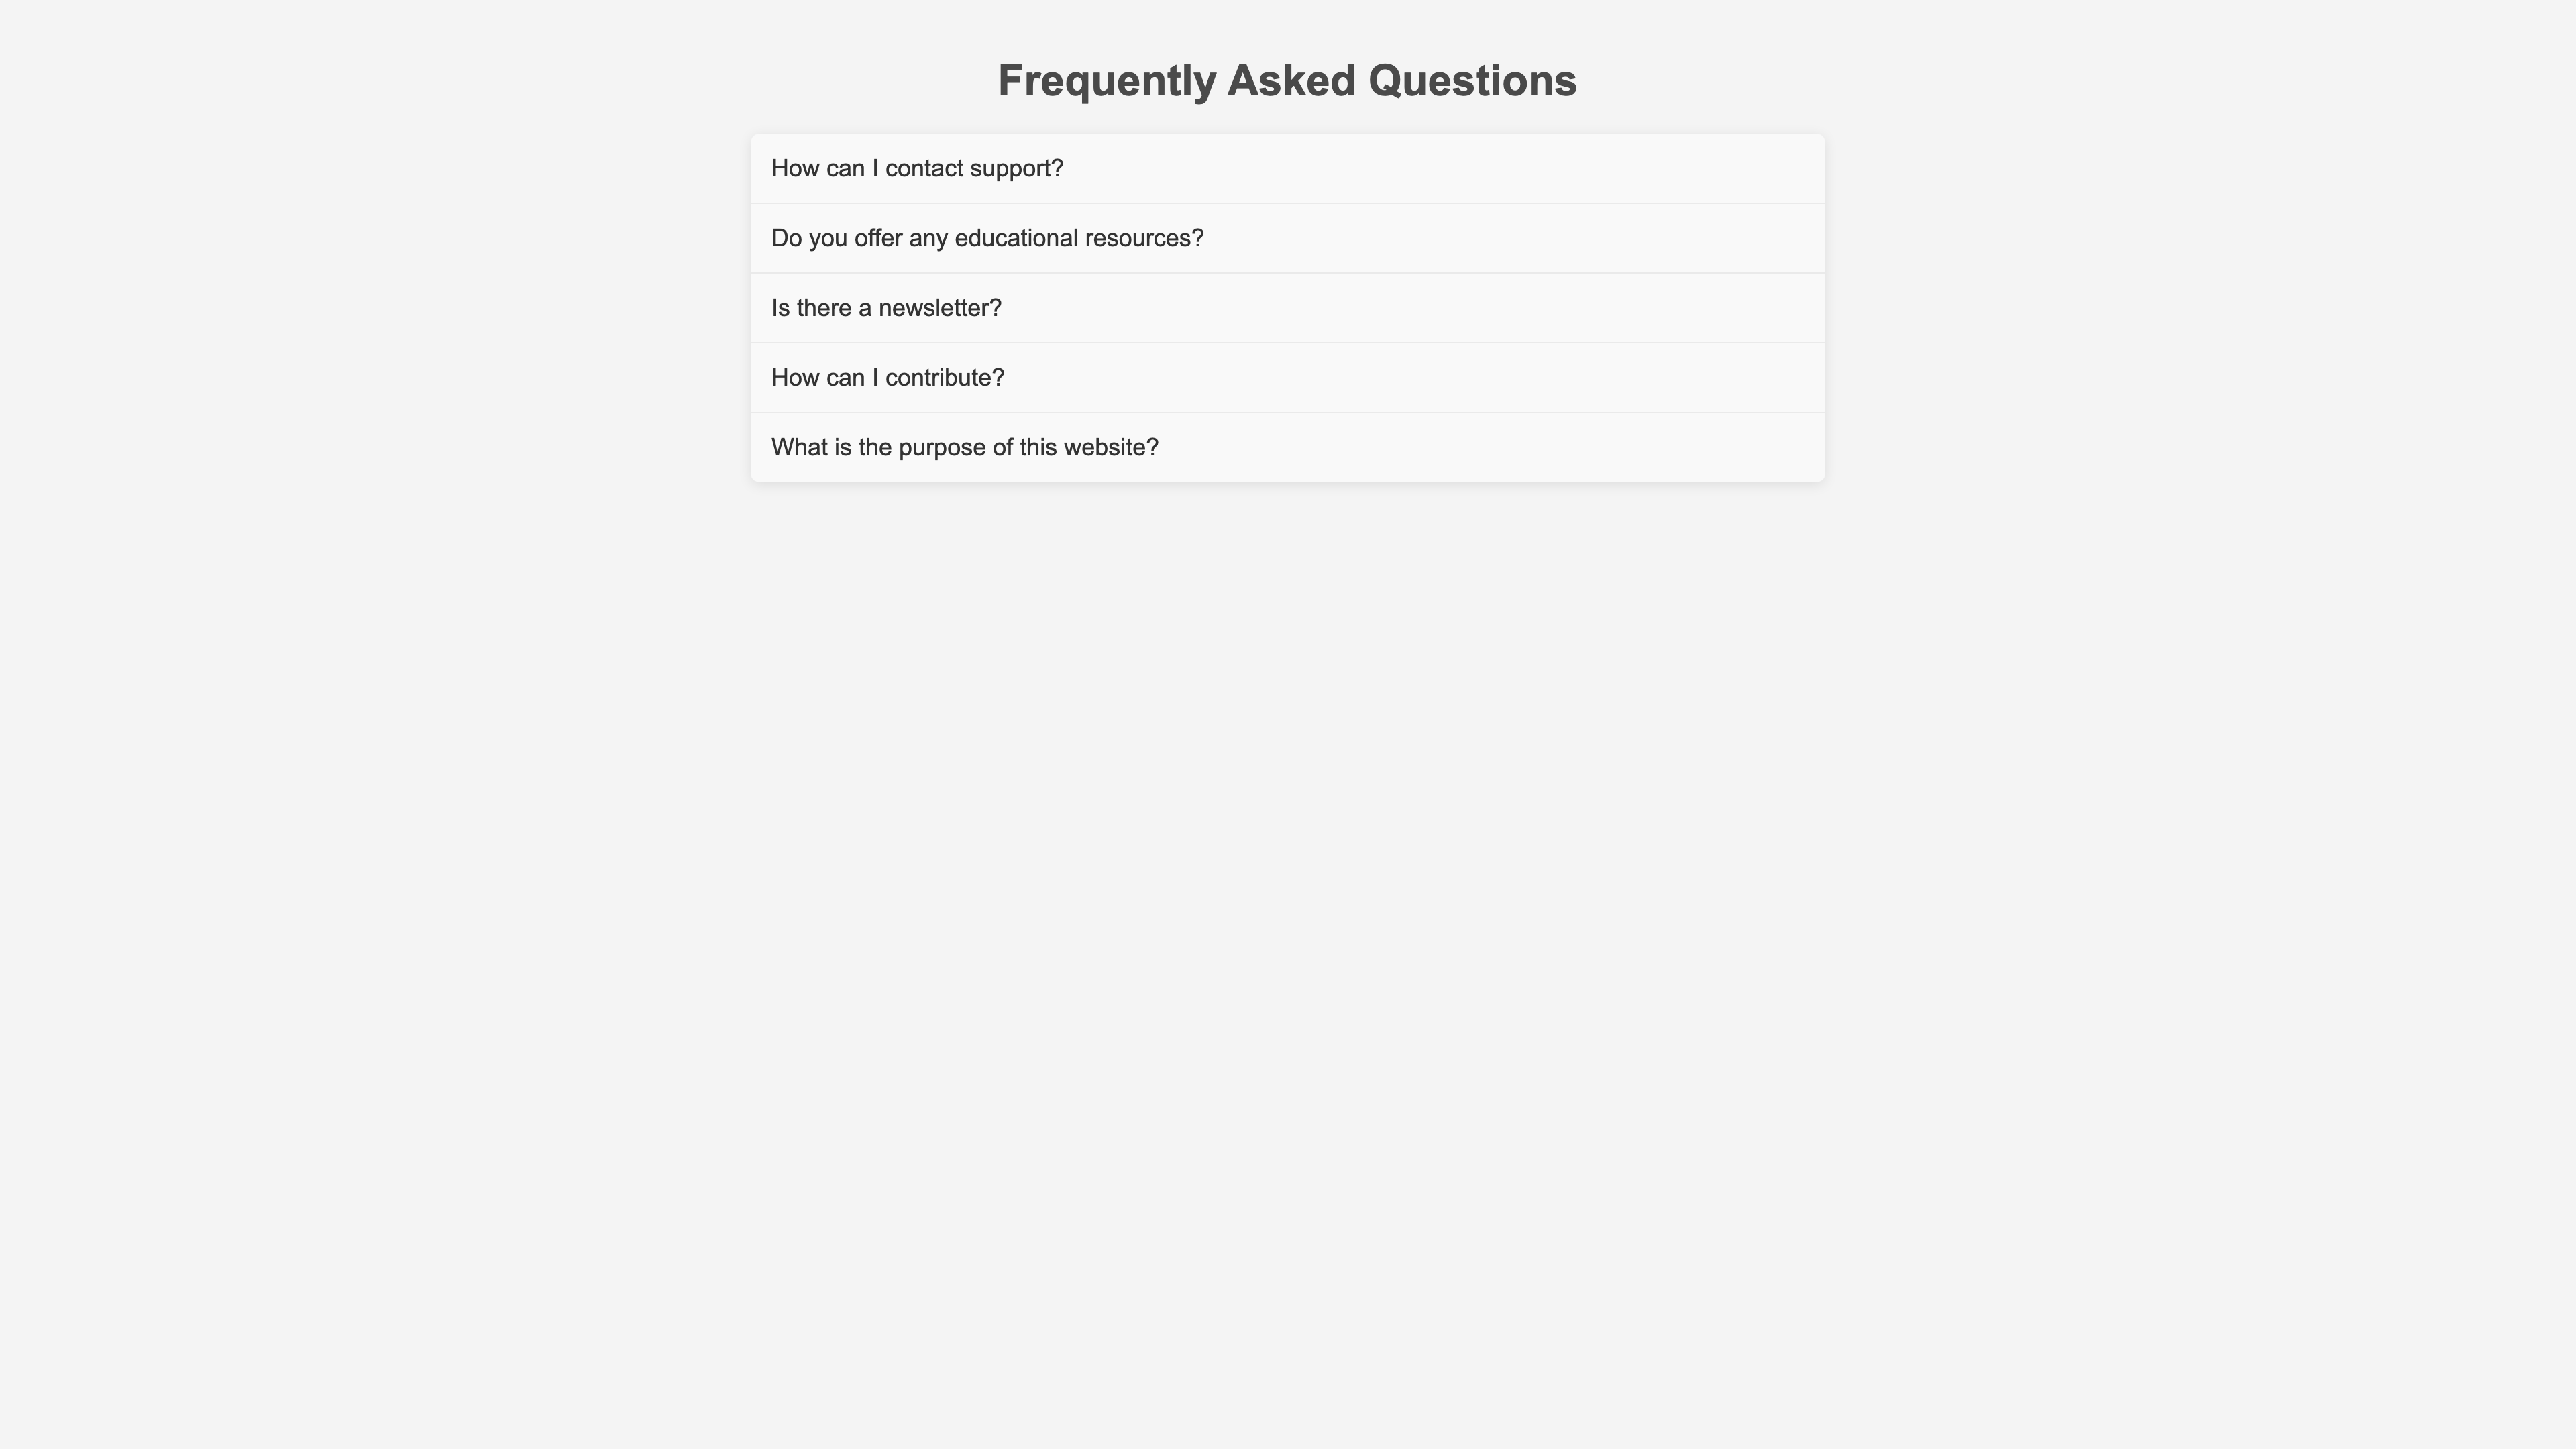 Frequently Asked Questions
How can I contact support?
Do you offer any educational resources?
Is there a newsletter?
How can I contribute?
What is the purpose of this website?